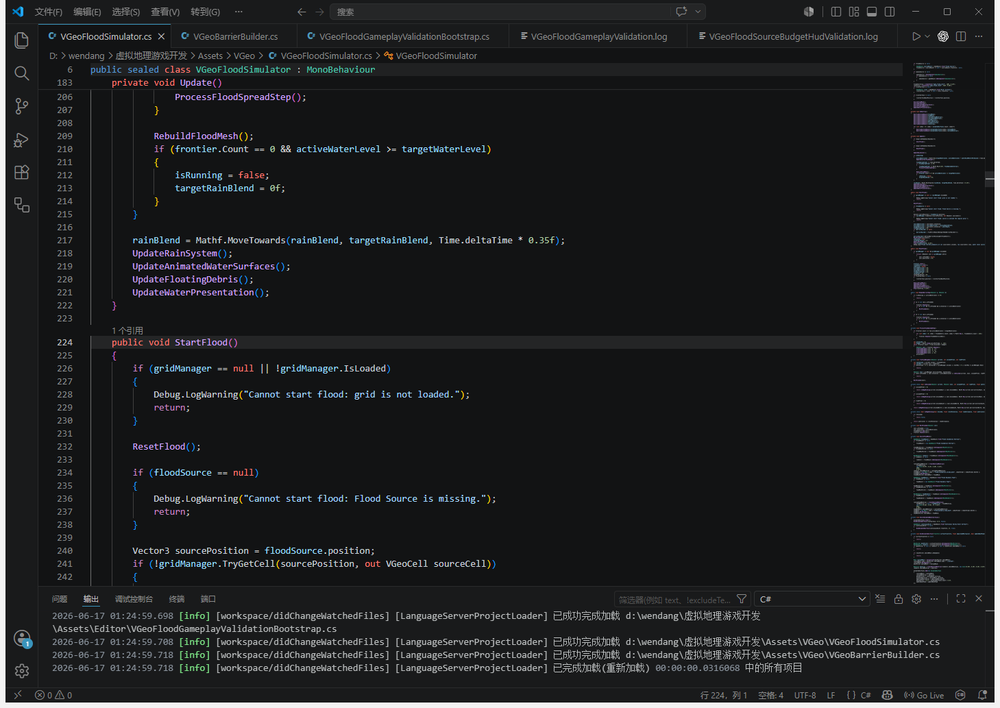 文件(F) 编辑(E) 选择(S) 查看(V) 转到(G) ··· 搜索
VGeoFloodSimulator.cs VGeoBarrierBuilder.cs VGeoFloodGameplayValidationBootstrap.cs VGeoFloodGameplayValidation.log VGeoFloodSourceBudgetHudValidation.log
D: > wendang > 虚拟地理游戏开发 > Assets > VGeo > VGeoFloodSimulator.cs > VGeoFloodSimulator
6 public sealed class VGeoFloodSimulator : MonoBehaviour
183 private void Update()
206 ProcessFloodSpreadStep();
207 }
208
209 RebuildFloodMesh();
210 if (frontier.Count == 0 && activeWaterLevel >= targetWaterLevel)
211 {
212 isRunning = false;
213 targetRainBlend = 0f;
214 }
215 }
216
217 rainBlend = Mathf.MoveTowards(rainBlend, targetRainBlend, Time.deltaTime * 0.35f);
218 UpdateRainSystem();
219 UpdateAnimatedWaterSurfaces();
220 UpdateFloatingDebris();
221 UpdateWaterPresentation();
222 }
223
1 个引用
224 public void StartFlood()
225 {
226 if (gridManager == null || !gridManager.IsLoaded)
227 {
228 Debug.LogWarning("Cannot start flood: grid is not loaded.");
229 return;
230 }
231
232 ResetFlood();
233
234 if (floodSource == null)
235 {
236 Debug.LogWarning("Cannot start flood: Flood Source is missing.");
237 return;
238 }
239
240 Vector3 sourcePosition = floodSource.position;
241 if (!gridManager.TryGetCell(sourcePosition, out VGeoCell sourceCell))
242 {
问题 输出 调试控制台 终端 端口 筛选器(例如 text、!excludeTe... C#
2026-06-17 01:24:59.698 [info] [workspace/didChangeWatchedFiles] [LanguageServerProjectLoader] 已成功完成加载 d:\wendang\虚拟地理游戏开发
\Assets\Editor\VGeoFloodGameplayValidationBootstrap.cs
2026-06-17 01:24:59.708 [info] [workspace/didChangeWatchedFiles] [LanguageServerProjectLoader] 已成功完成加载 d:\wendang\虚拟地理游戏开发\Assets\VGeo\VGeoFloodSimulator.cs
2026-06-17 01:24:59.718 [info] [workspace/didChangeWatchedFiles] [LanguageServerProjectLoader] 已成功完成加载 d:\wendang\虚拟地理游戏开发\Assets\VGeo\VGeoBarrierBuilder.cs
2026-06-17 01:24:59.718 [info] [workspace/didChangeWatchedFiles] [LanguageServerProjectLoader] 已完成加载(重新加载) 00:00:00.0316068 中的所有项目
1
0 0 行 224，列 1 空格: 4 UTF-8 LF {} C# Go Live